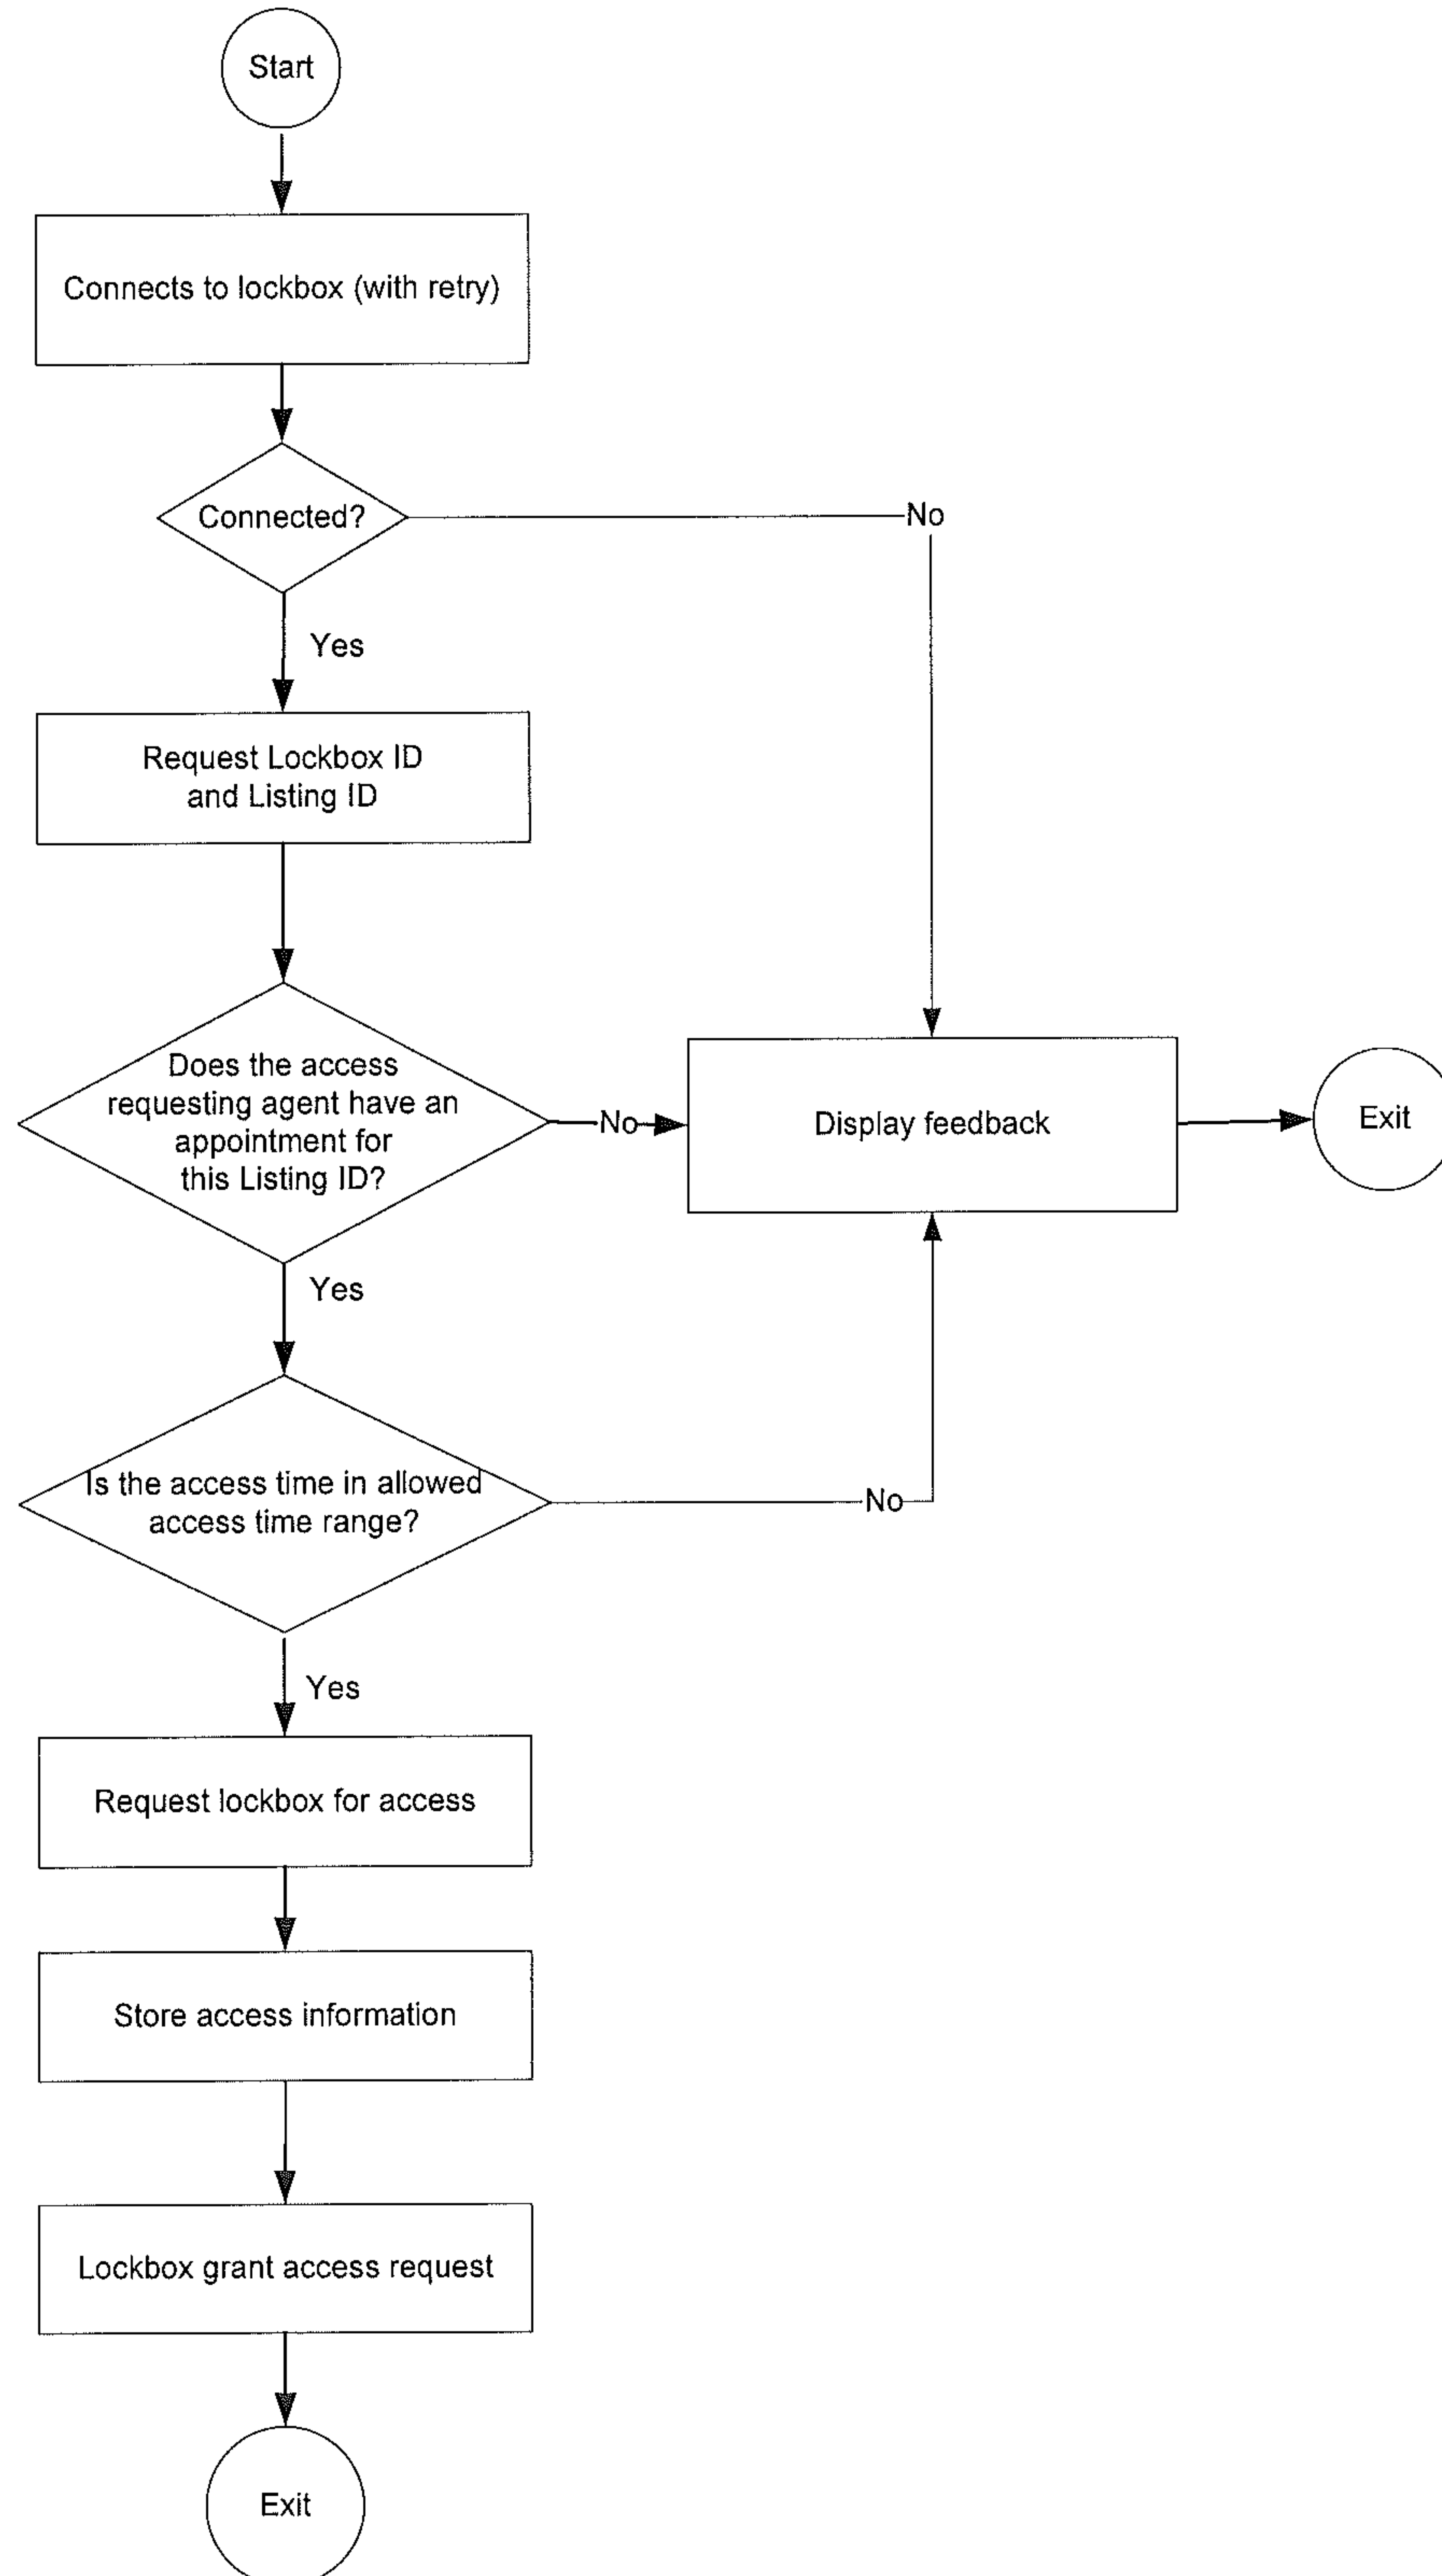 Start
Connects to lockbox (with retry)
Connected?
No
Yes
Request Lockbox ID
and Listing ID
Does the access
requesting agent have an
appointment for
this Listing ID?
No
Display feedback
Exit
Yes
Is the access time in allowed
access time range?
No
Yes
Request lockbox for access
Store access information
Lockbox grant access request
Exit